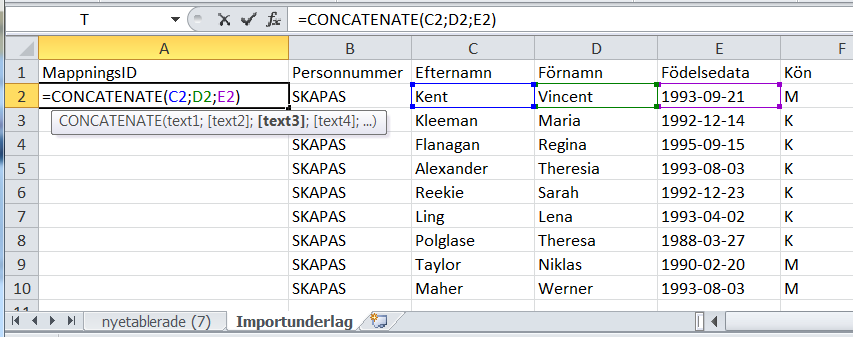 T fx =CONCATENATE(C2;D2;E2)
A B C D E F
1 MappningsID Personnummer Efternamn Förnamn Födelsedata Kön
2 =CONCATENATE(C2;D2;E2) SKAPAS Kent Vincent 1993-09-21 M
3 CONCATENATE(text1; [text2]; [text3]; [text4]; ...) Kleeman Maria 1992-12-14 K
4 SKAPAS Flanagan Regina 1995-09-15 K
5 SKAPAS Alexander Theresia 1993-08-03 K
6 SKAPAS Reekie Sarah 1992-12-23 K
7 SKAPAS Ling Lena 1993-04-02 K
8 SKAPAS Polglase Theresa 1988-03-27 K
9 SKAPAS Taylor Niklas 1990-02-20 M
10 SKAPAS Maher Werner 1993-08-03 M
nyetablerade (7) Importunderlag